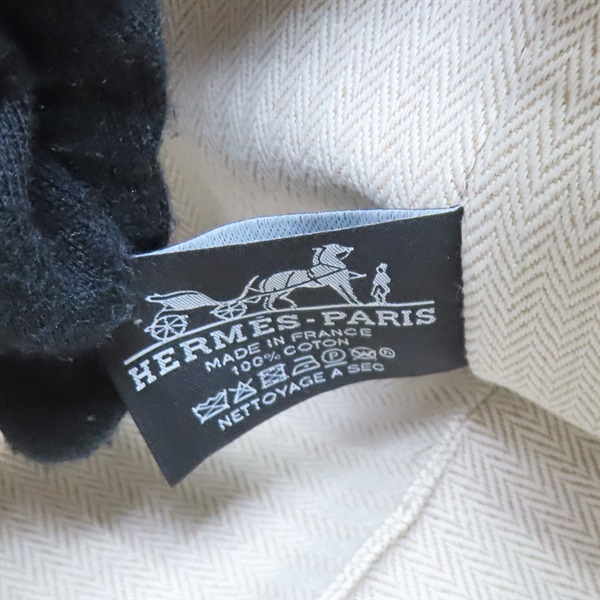 HERMÈS-PARIS
MADE IN FRANCE
100% COTON
NETTOYAGE A SEC